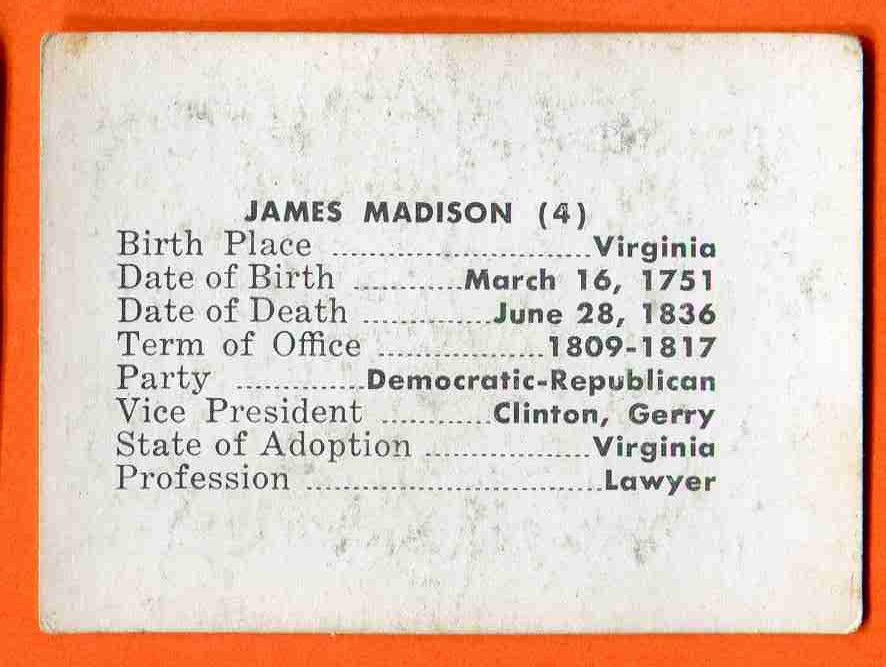 JAMES MADISON (4)
Birth Place ..........................Virginia
Date of Birth ...........March 16, 1751
Date of Death .............June 28, 1836
Term of Office .................1809-1817
Party .............Democratic-Republican
Vice President ...........Clinton, Gerry
State of Adoption .................Virginia
Profession ..............................Lawyer